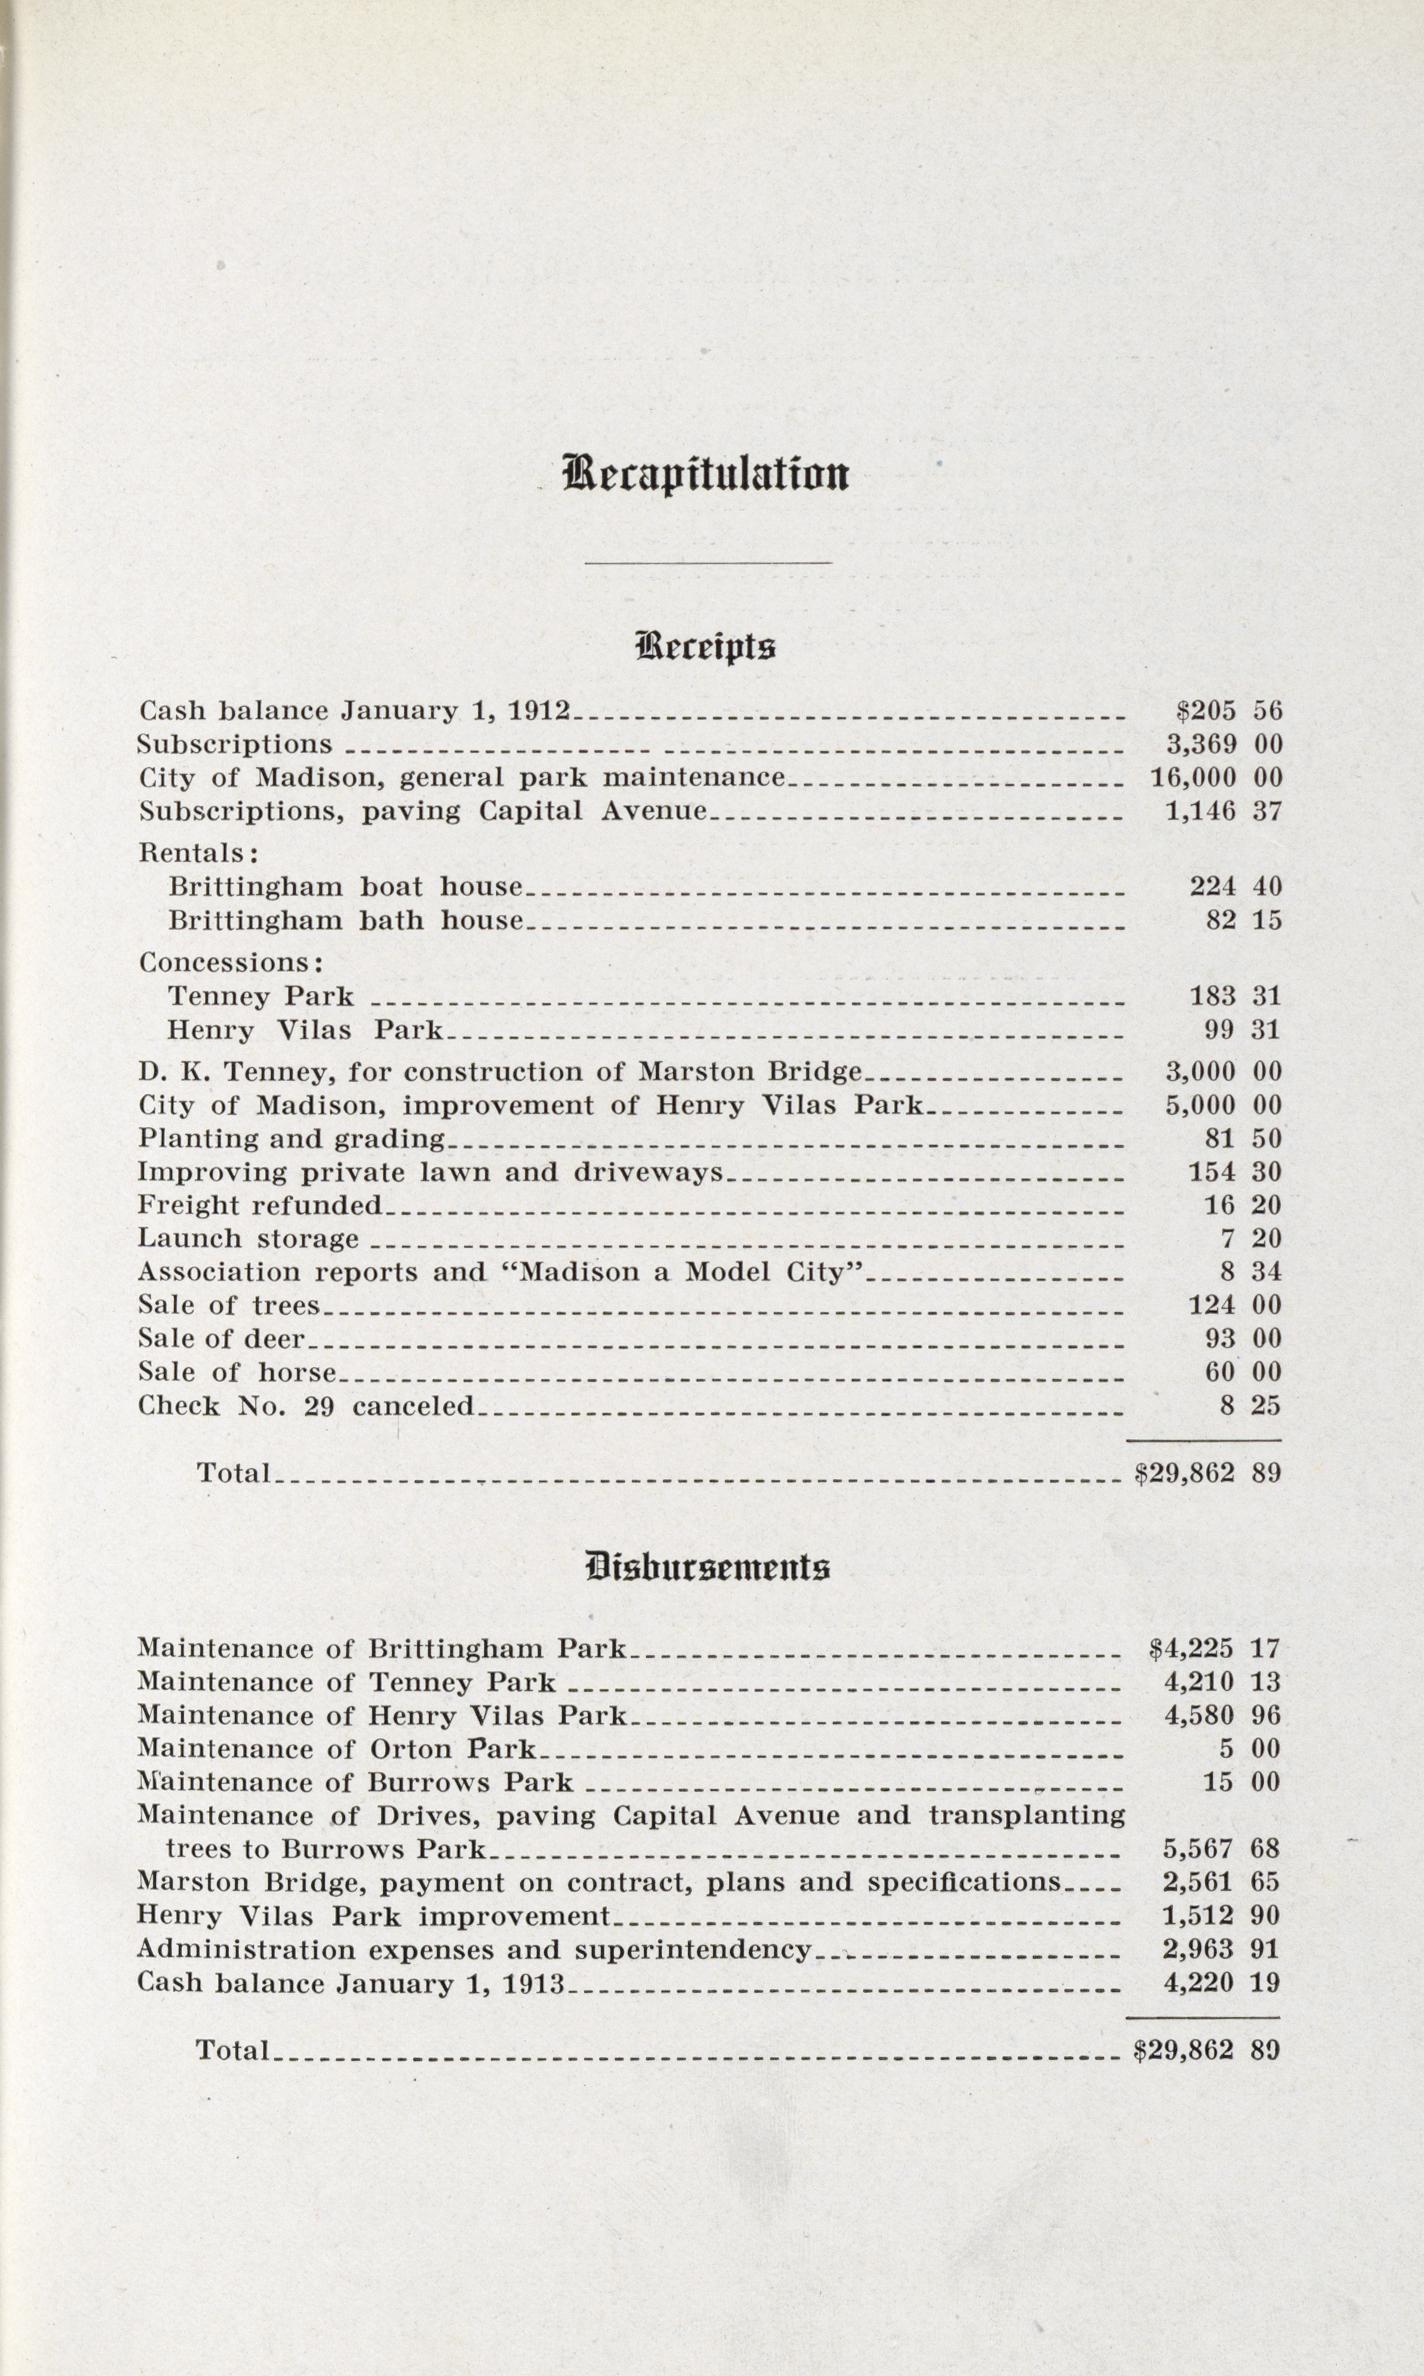 Recapitulation
Receipts
Cash balance January 1, 1912 $205 56
Subscriptions 3,369 00
City of Madison, general park maintenance 16,000 00
Subscriptions, paving Capital Avenue 1,146 37
Rentals:
Brittingham boat house 224 40
Brittingham bath house 82 15
Concessions:
Tenney Park 183 31
Henry Vilas Park 99 31
D. K. Tenney, for construction of Marston Bridge 3,000 00
City of Madison, improvement of Henry Vilas Park 5,000 00
Planting and grading 81 50
Improving private lawn and driveways 154 30
Freight refunded 16 20
Launch storage 7 20
Association reports and “Madison a Model City” 8 34
Sale of trees 124 00
Sale of deer 93 00
Sale of horse 60 00
Check No. 29 canceled 8 25
Total $29,862 89
Disbursements
Maintenance of Brittingham Park $4,225 17
Maintenance of Tenney Park 4,210 13
Maintenance of Henry Vilas Park 4,580 96
Maintenance of Orton Park 5 00
Maintenance of Burrows Park 15 00
Maintenance of Drives, paving Capital Avenue and transplanting
trees to Burrows Park 5,567 68
Marston Bridge, payment on contract, plans and specifications 2,561 65
Henry Vilas Park improvement 1,512 90
Administration expenses and superintendency 2,963 91
Cash balance January 1, 1913 4,220 19
Total $29,862 89